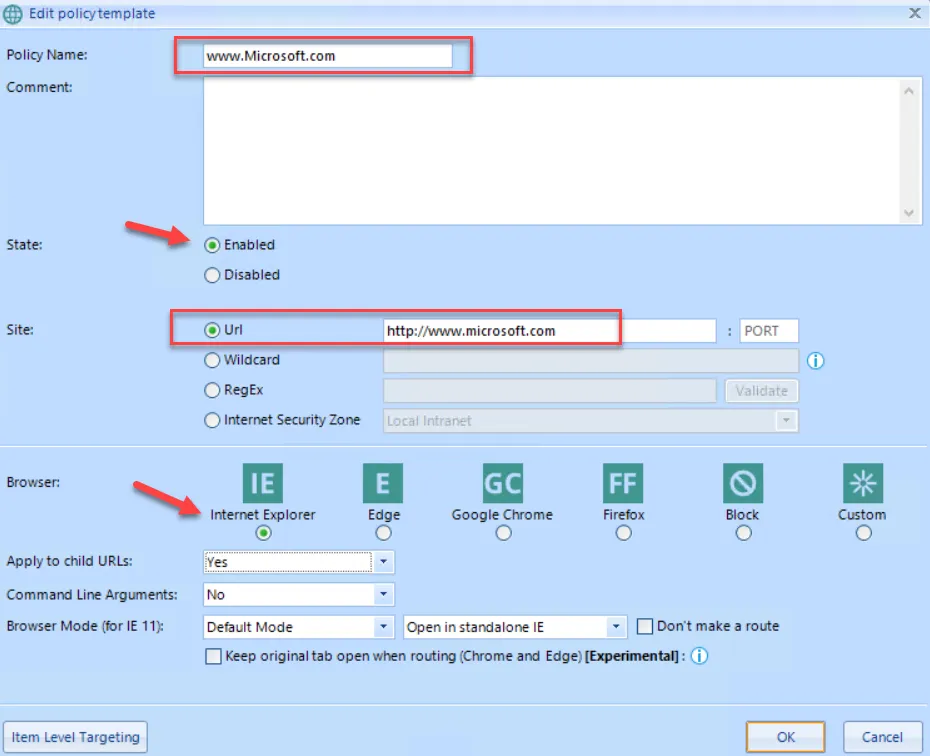 Edit policy template
Policy Name: www.Microsoft.com
Comment:
State: Enabled
Disabled
Site: Url http://www.microsoft.com : PORT
Wildcard i
RegEx Validate
Internet Security Zone Local Intranet
IE E GC FF
Browser: Internet Explorer Edge Google Chrome Firefox Block Custom
Apply to child URLs: Yes
Command Line Arguments: No
Browser Mode (for IE 11): Default Mode Open in standalone IE Don't make a route
Keep original tab open when routing (Chrome and Edge) [Experimental] : i
Item Level Targeting OK Cancel